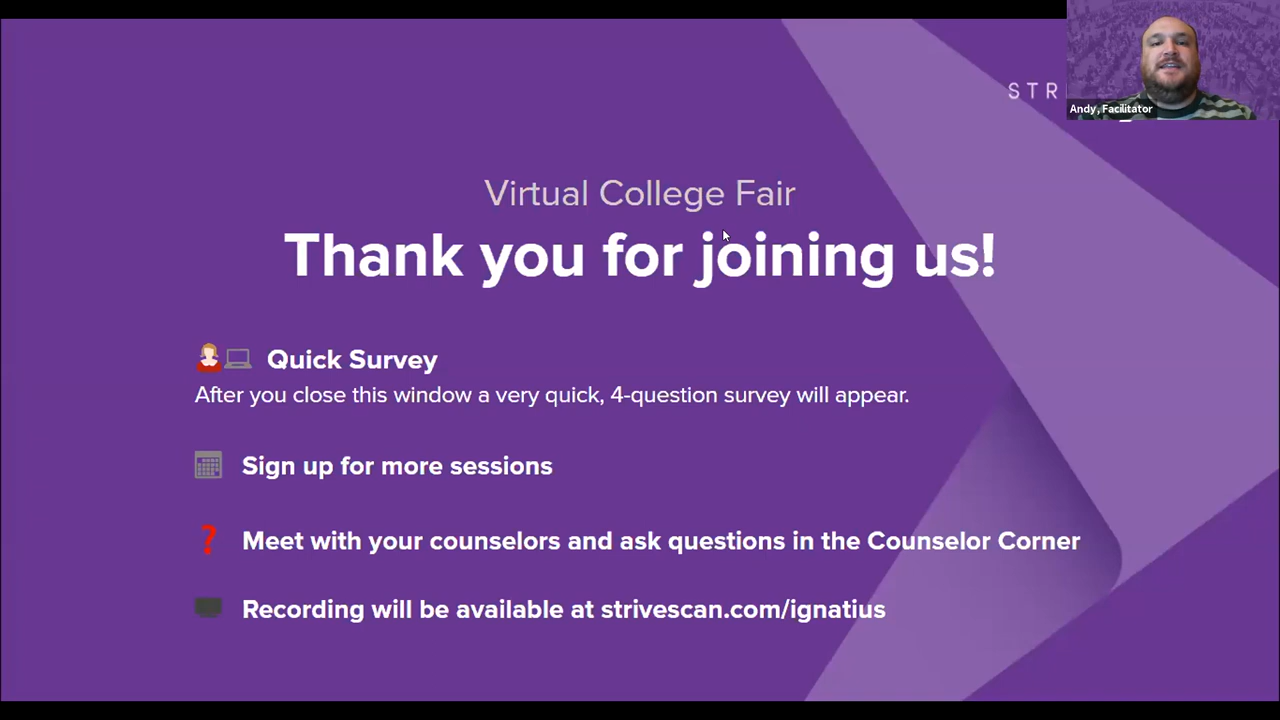 STR
Andy, Facilitator
Virtual College Fair
Thank you for joining us!
Quick Survey
After you close this window a very quick, 4-question survey will appear.
Sign up for more sessions
Meet with your counselors and ask questions in the Counselor Corner
Recording will be available at strivescan.com/ignatius